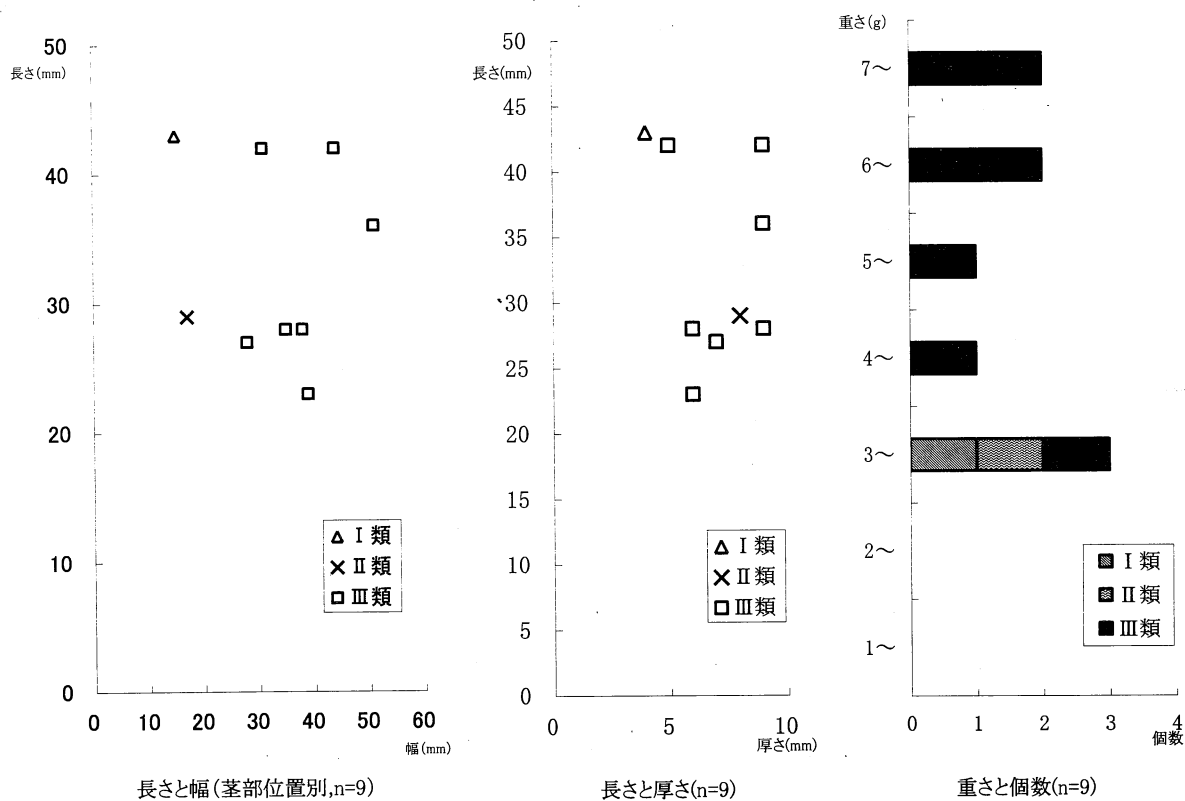 50
長さ(mm)
40
30
20
10
0
0 10 20 30 40 50 60
幅(mm)
Ⅰ類
Ⅱ類
Ⅲ類
長さと幅(茎部位置別,n=9)
50
長さ(mm)
45
40
35
30
25
20
15
10
5
0
0 5 10
厚さ(mm)
Ⅰ類
Ⅱ類
Ⅲ類
長さと厚さ(n=9)
重さ(g)
7～
6～
5～
4～
3～
2～
1～
0 1 2 3 4
個数
Ⅰ類
Ⅱ類
Ⅲ類
重さと個数(n=9)